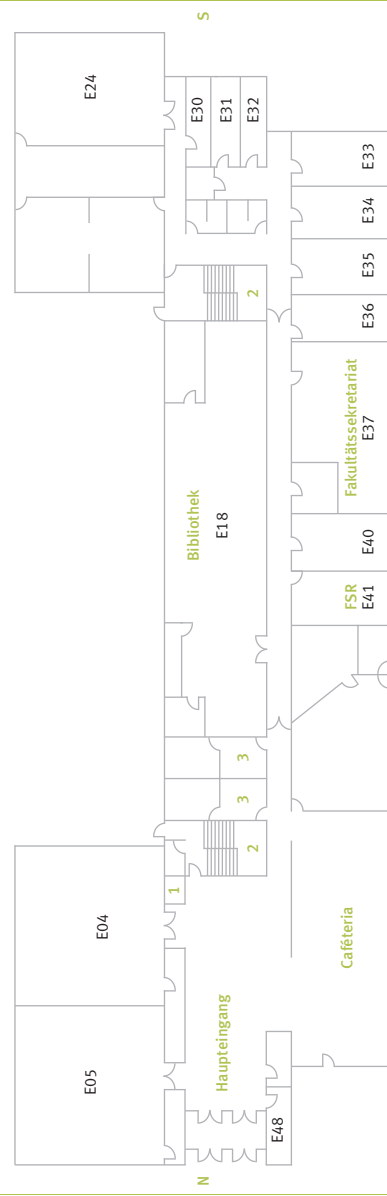 S
E24
E30
E31
E32
E33
E34
E35
E36
2
Fakultätssekretariat
E37
Bibliothek
E18
E40
FSR
E41
3
3
2
1
E04
Caféteria
Haupteingang
E05
E48
N